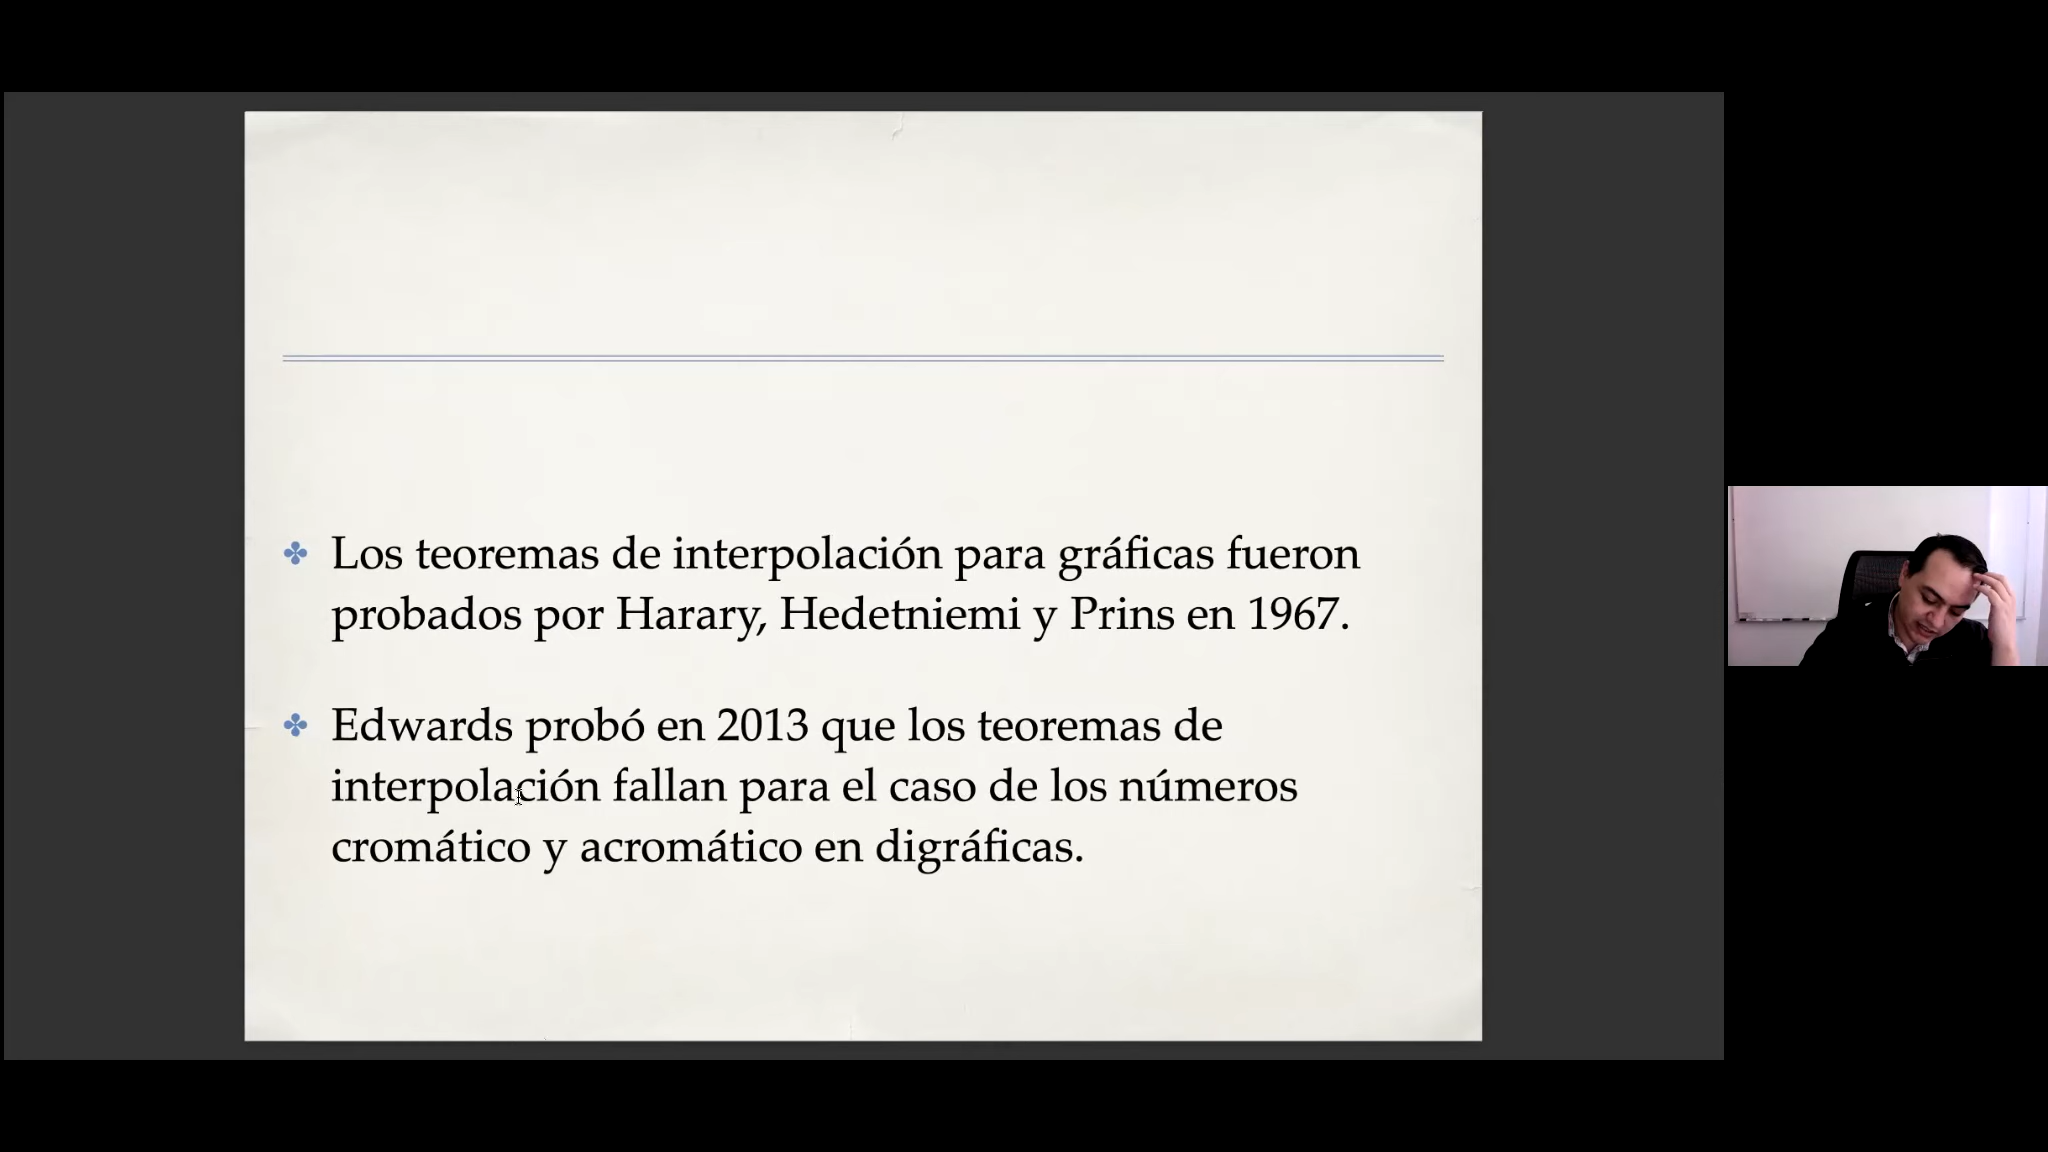 Los teoremas de interpolación para gráficas fueron
probados por Harary, Hedetniemi y Prins en 1967.
Edwards probó en 2013 que los teoremas de
interpolación fallan para el caso de los números
cromático y acromático en digráficas.